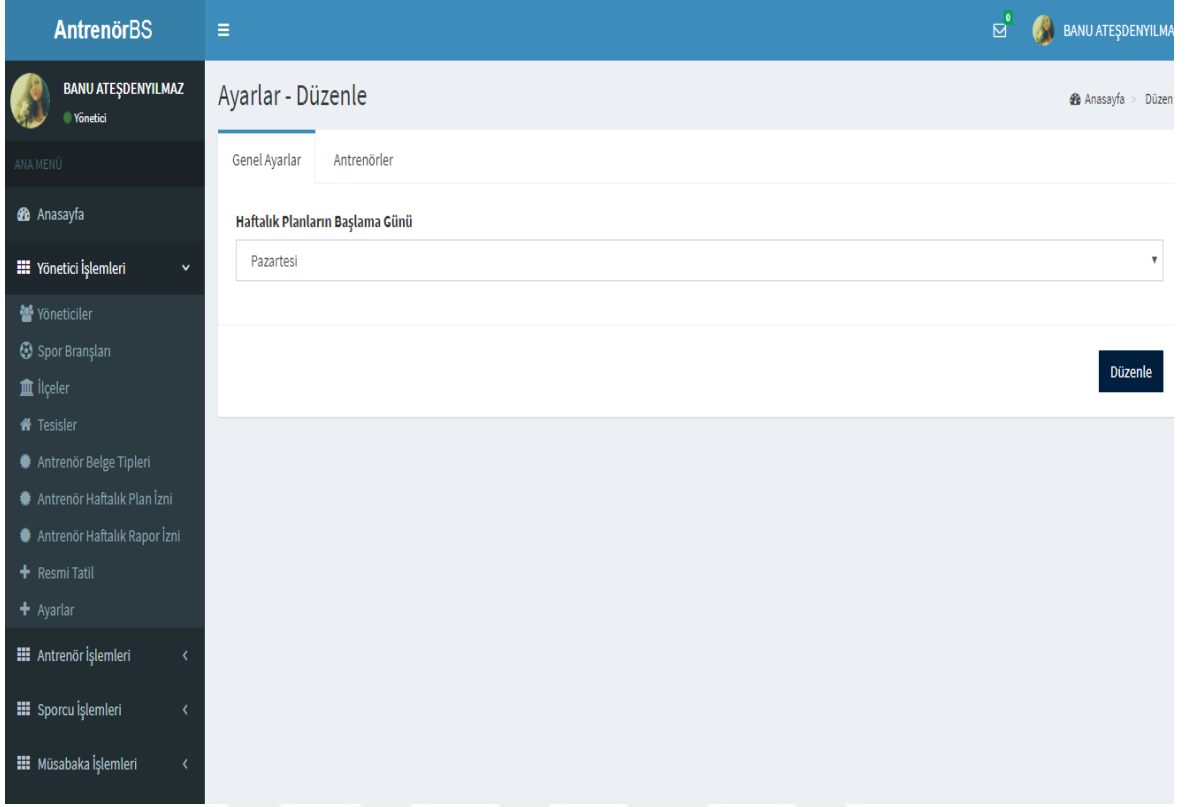 AntrenörBS
0
BANU ATEŞDENYILMA
BANU ATEŞDENYILMAZ
Yönetici
ANA MENÜ
Anasayfa
Yönetici İşlemleri
Yöneticiler
Spor Branşları
İlçeler
Tesisler
Antrenör Belge Tipleri
Antrenör Haftalık Plan İzni
Antrenör Haftalık Rapor İzni
Resmi Tatil
Ayarlar
Antrenör İşlemleri
Sporcu İşlemleri
Müsabaka İşlemleri
Ayarlar - Düzenle
Anasayfa > Düzen
Genel Ayarlar Antrenörler
Haftalık Planların Başlama Günü
Pazartesi
Düzenle